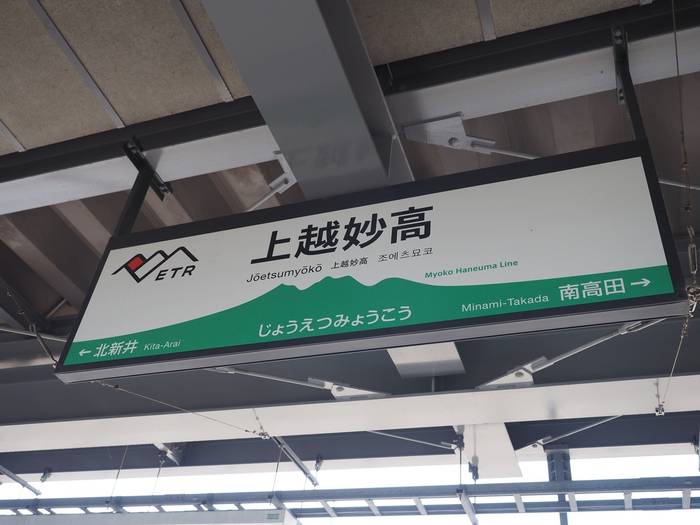 ETR
上越妙高
Jōetsumyōkō 上越妙高 조에츠묘코
Myoko Haneuma Line
じょうえつみょうこう
←北新井 Kita-Arai
Minami-Takada 南高田→